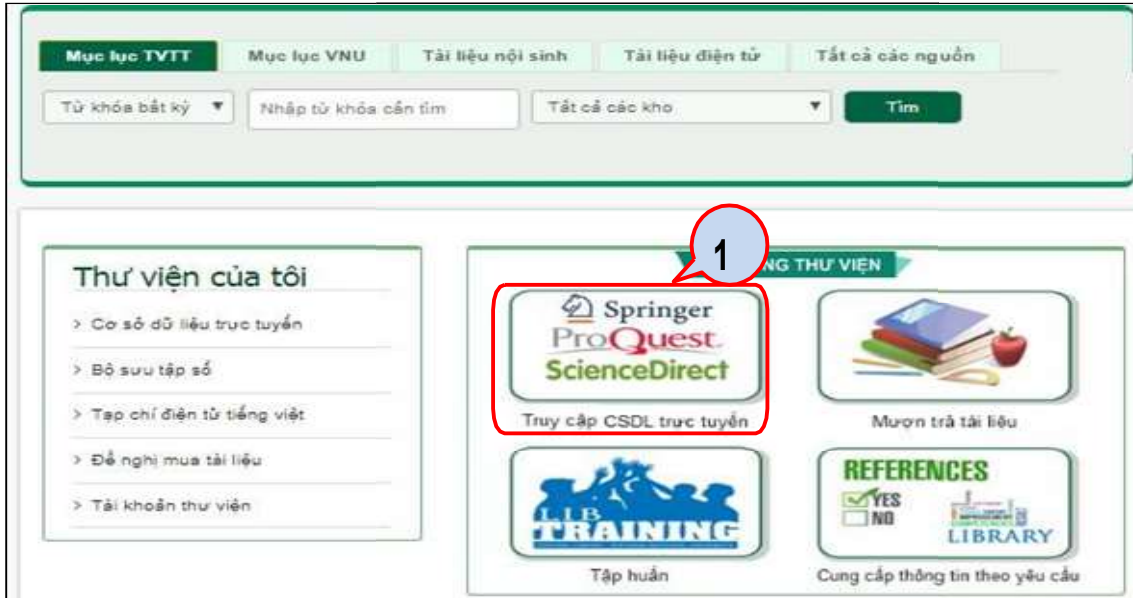 Mục lục TVTT Mục lục VNU Tài liệu nội sinh Tài liệu điện tử Tất cả các nguồn
Từ khóa bất kỳ Nhập từ khóa cần tìm Tất cả các kho Tìm
Thư viện của tôi
> Cơ sở dữ liệu trực tuyến
> Bộ sưu tập số
> Tạp chí điện tử tiếng việt
> Đề nghị mua tài liệu
> Tài khoản thư viện
1
NG THƯ VIỆN
Springer
ProQuest
ScienceDirect
Truy cập CSDL trực tuyến
Mượn trả tài liệu
LIB
TRAINING
Tập huấn
REFERENCES
YES
NO
LIBRARY
Cung cấp thông tin theo yêu cầu